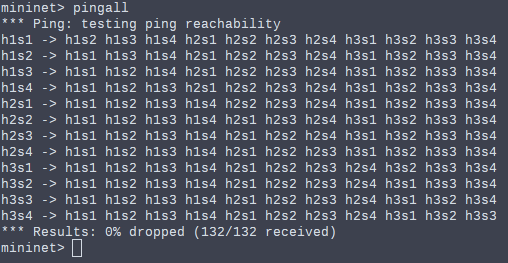 mininet> pingall
*** Ping: testing ping reachability
h1s1 -> h1s2 h1s3 h1s4 h2s1 h2s2 h2s3 h2s4 h3s1 h3s2 h3s3 h3s4
h1s2 -> h1s1 h1s3 h1s4 h2s1 h2s2 h2s3 h2s4 h3s1 h3s2 h3s3 h3s4
h1s3 -> h1s1 h1s2 h1s4 h2s1 h2s2 h2s3 h2s4 h3s1 h3s2 h3s3 h3s4
h1s4 -> h1s1 h1s2 h1s3 h2s1 h2s2 h2s3 h2s4 h3s1 h3s2 h3s3 h3s4
h2s1 -> h1s1 h1s2 h1s3 h1s4 h2s2 h2s3 h2s4 h3s1 h3s2 h3s3 h3s4
h2s2 -> h1s1 h1s2 h1s3 h1s4 h2s1 h2s3 h2s4 h3s1 h3s2 h3s3 h3s4
h2s3 -> h1s1 h1s2 h1s3 h1s4 h2s1 h2s2 h2s4 h3s1 h3s2 h3s3 h3s4
h2s4 -> h1s1 h1s2 h1s3 h1s4 h2s1 h2s2 h2s3 h3s1 h3s2 h3s3 h3s4
h3s1 -> h1s1 h1s2 h1s3 h1s4 h2s1 h2s2 h2s3 h2s4 h3s2 h3s3 h3s4
h3s2 -> h1s1 h1s2 h1s3 h1s4 h2s1 h2s2 h2s3 h2s4 h3s1 h3s3 h3s4
h3s3 -> h1s1 h1s2 h1s3 h1s4 h2s1 h2s2 h2s3 h2s4 h3s1 h3s2 h3s4
h3s4 -> h1s1 h1s2 h1s3 h1s4 h2s1 h2s2 h2s3 h2s4 h3s1 h3s2 h3s3
*** Results: 0% dropped (132/132 received)
mininet>